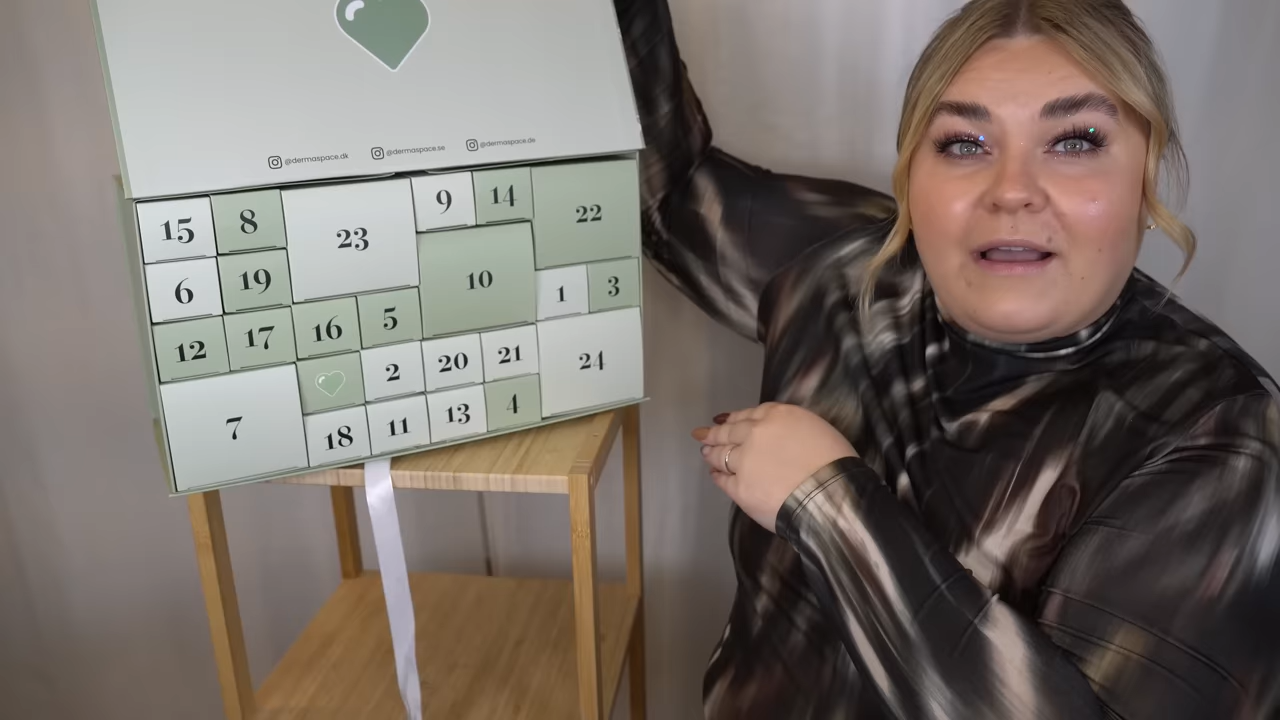 @dermaspace.dk @dermaspace.se @dermaspace.de
15 8 23 9 14 22
6 19 10 1 3
12 17 16 5
2 20 21 24
7 18 11 13 4